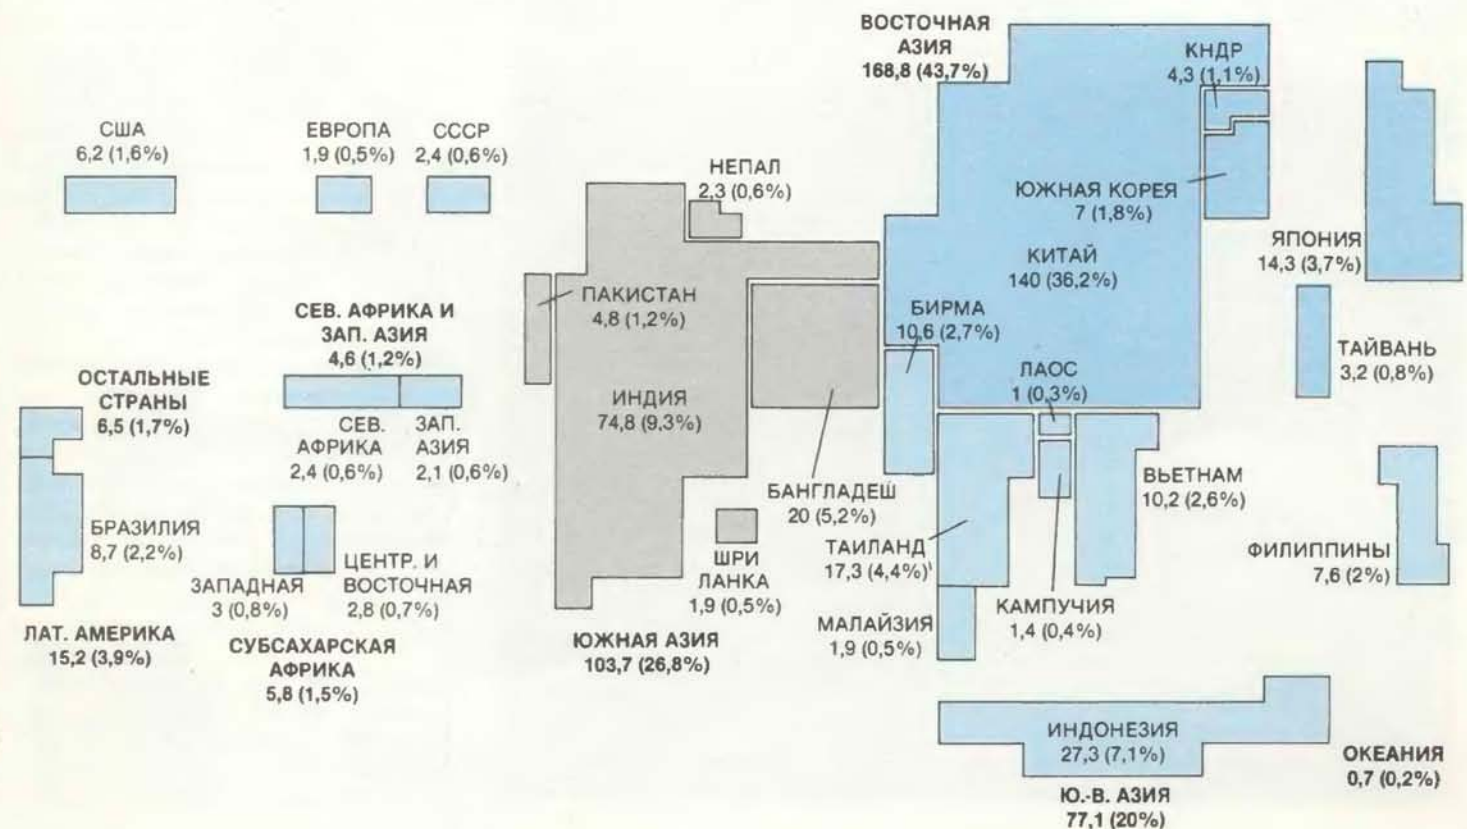 ВОСТОЧНАЯ
АЗИЯ
168,8 (43,7%)
КНДР
4,3 (1,1%)
США
6,2 (1,6%)
ЕВРОПА
1,9 (0,5%)
СССР
2,4 (0,6%)
НЕПАЛ
2,3 (0,6%)
ЮЖНАЯ КОРЕЯ
7 (1,8%)
ЯПОНИЯ
14,3 (3,7%)
КИТАЙ
140 (36,2%)
ПАКИСТАН
4,8 (1,2%)
БИРМА
10,6 (2,7%)
СЕВ. АФРИКА И
ЗАП. АЗИЯ
4,6 (1,2%)
ТАЙВАНЬ
3,2 (0,8%)
ЛАОС
1 (0,3%)
ОСТАЛЬНЫЕ
СТРАНЫ
6,5 (1,7%)
ИНДИЯ
74,8 (9,3%)
СЕВ.
АФРИКА
2,4 (0,6%)
ЗАП.
АЗИЯ
2,1 (0,6%)
БАНГЛАДЕШ
20 (5,2%)
ВЬЕТНАМ
10,2 (2,6%)
БРАЗИЛИЯ
8,7 (2,2%)
ТАИЛАНД
17,3 (4,4%)
ФИЛИППИНЫ
7,6 (2%)
ЗАПАДНАЯ
3 (0,8%)
ЦЕНТР. И
ВОСТОЧНАЯ
2,8 (0,7%)
ШРИ
ЛАНКА
1,9 (0,5%)
КАМПУЧИЯ
1,4 (0,4%)
МАЛАЙЗИЯ
1,9 (0,5%)
ЛАТ. АМЕРИКА
15,2 (3,9%)
СУБСАХАРСКАЯ
АФРИКА
5,8 (1,5%)
ЮЖНАЯ АЗИЯ
103,7 (26,8%)
ИНДОНЕЗИЯ
27,3 (7,1%)
ОКЕАНИЯ
0,7 (0,2%)
Ю.-В. АЗИЯ
77,1 (20%)